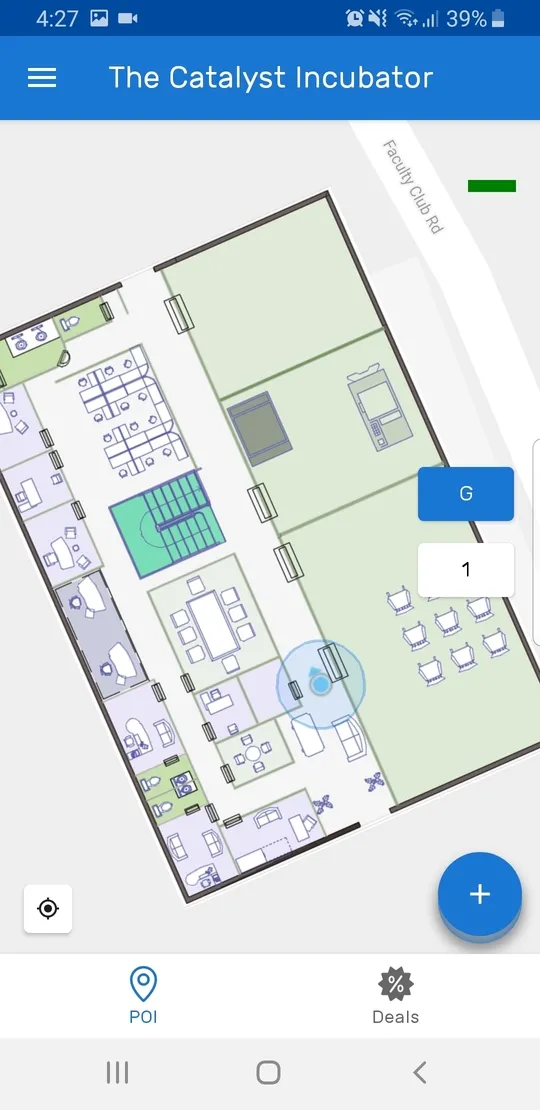 4:27
39%
The Catalyst Incubator
Faculty Club Rd
G
1
+
%
POI
Deals